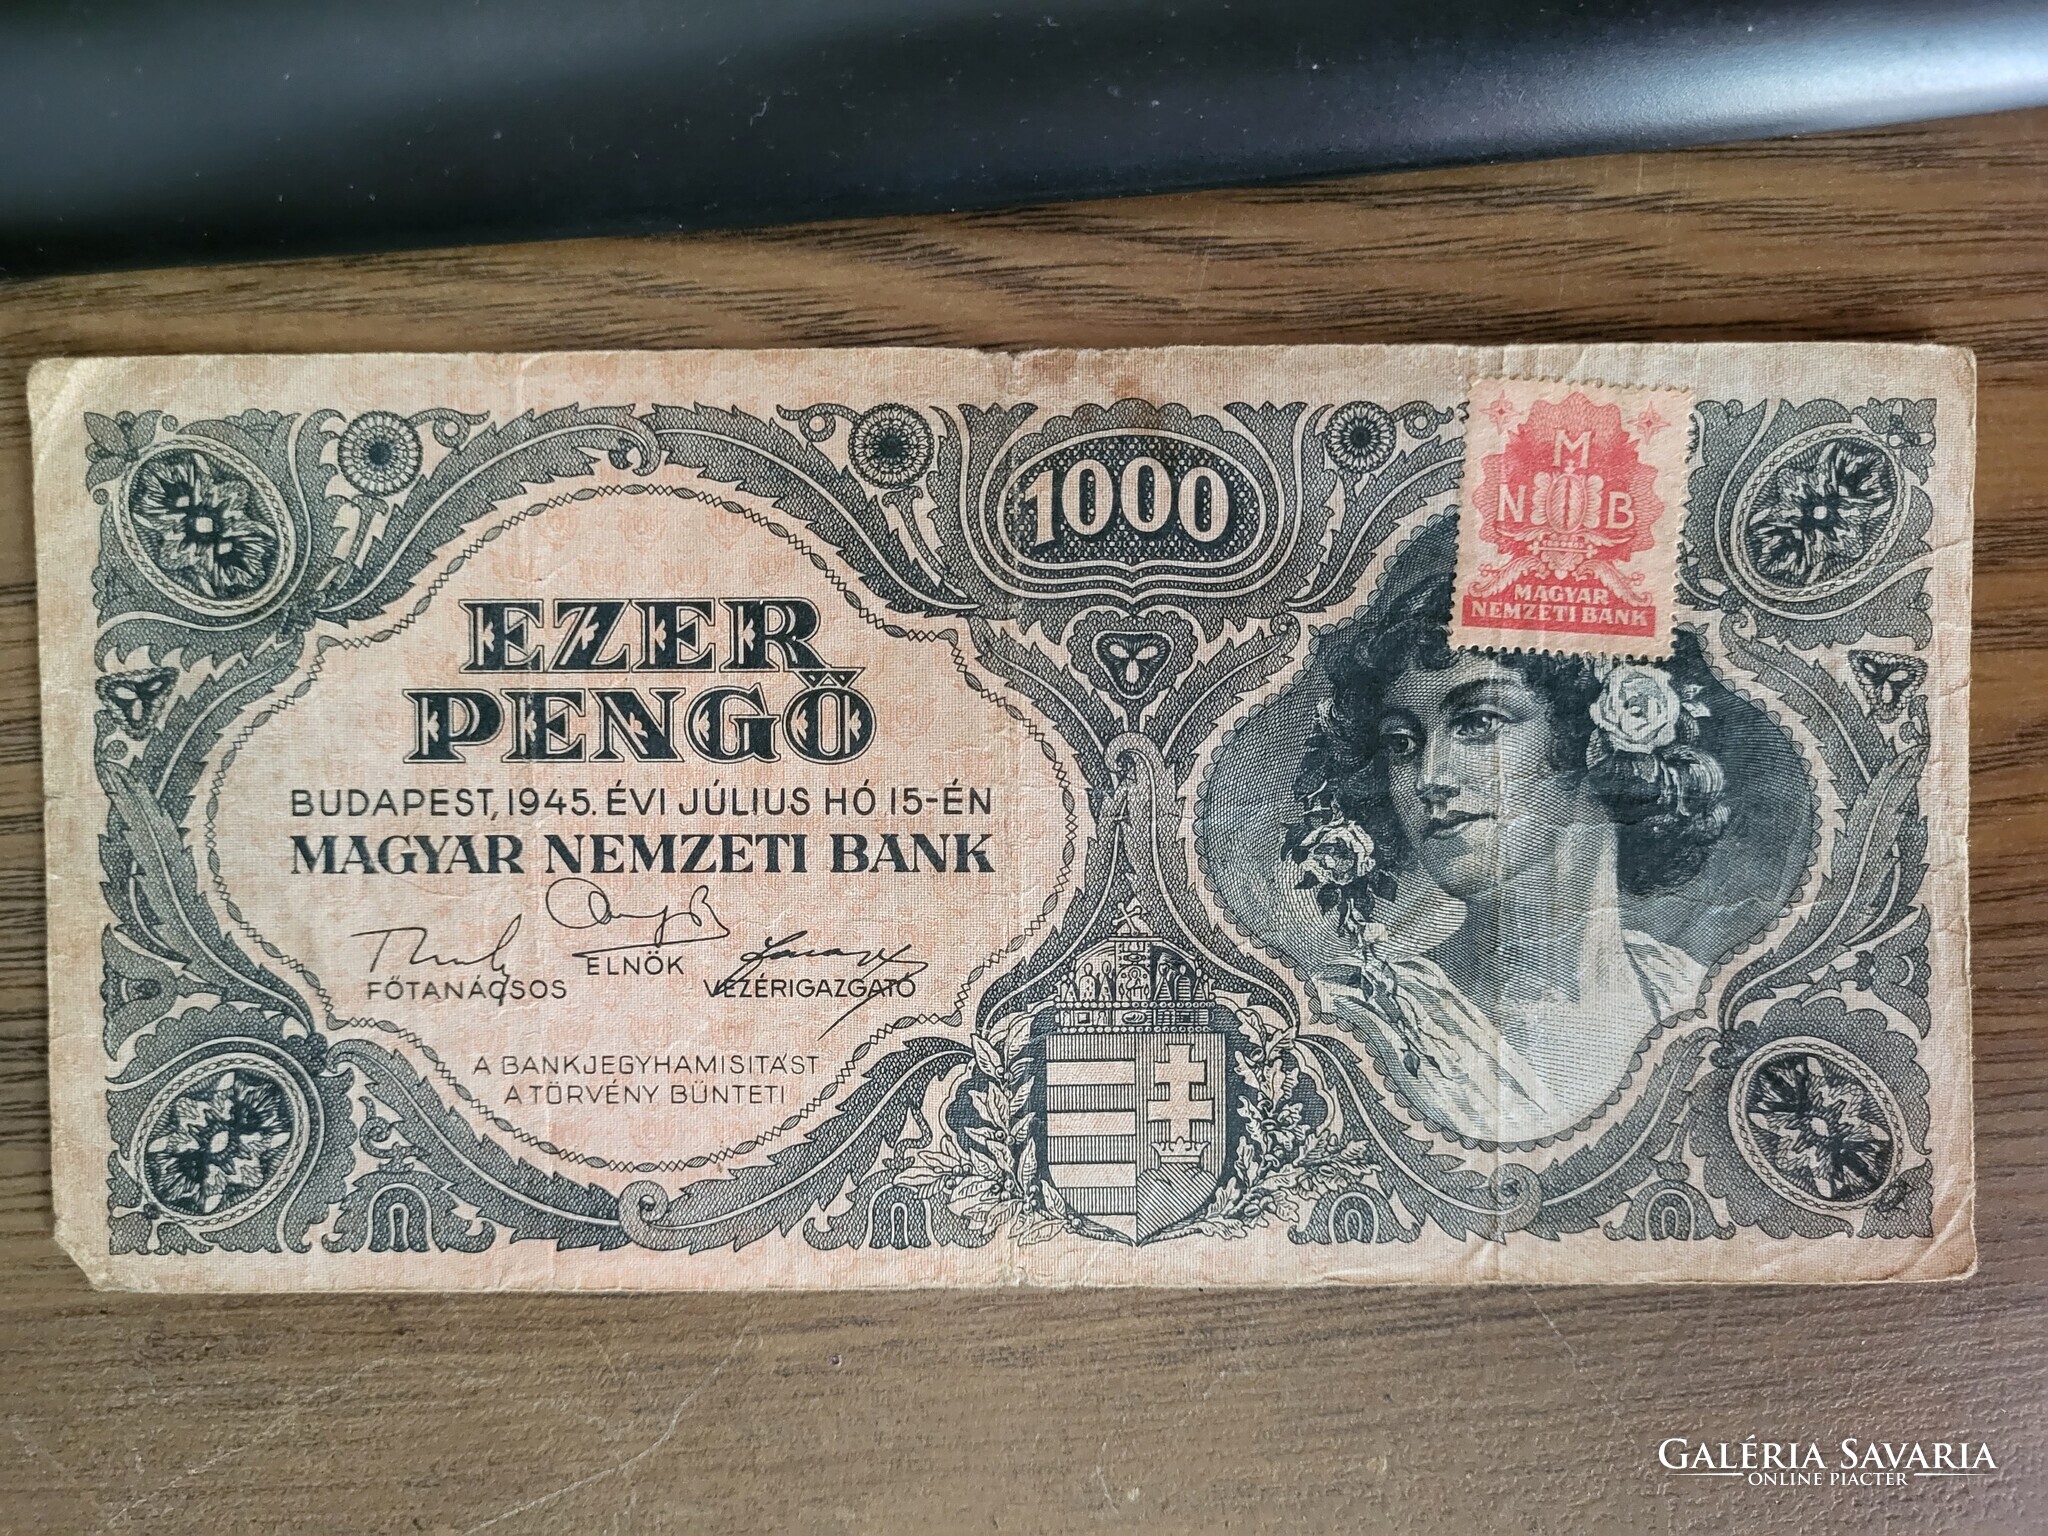 1000
M
N B
MAGYAR
NEMZETI BANK
EZER
PENGŐ
BUDAPEST, 1945. ÉVI JÚLIUS HÓ 15-ÉN
MAGYAR NEMZETI BANK
ELNÖK
FŐTANÁCSOS
VEZÉRIGAZGATÓ
A BANKJEGYHAMISITÁST
A TÖRVÉNY BÜNTETI
GALÉRIA SAVARIA
ONLINE PIACTÉR